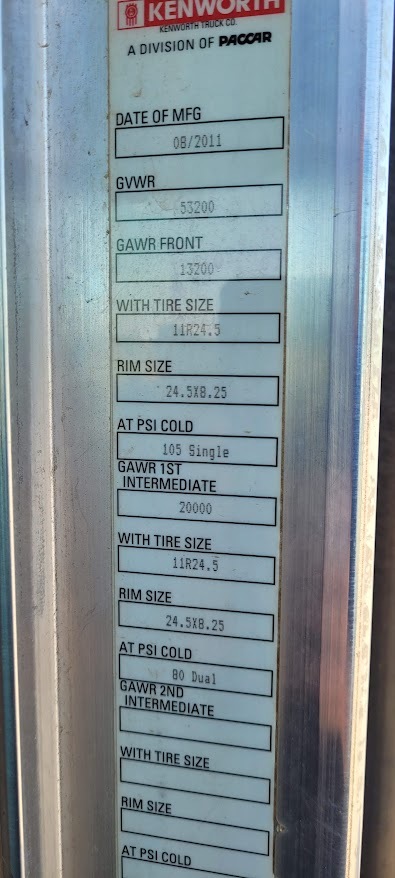 KENWORTH
KENWORTH TRUCK CO.
A DIVISION OF PACCAR
DATE OF MFG
08/2011
GVWR
53200
GAWR FRONT
13200
WITH TIRE SIZE
11R24.5
RIM SIZE
24.5X8.25
AT PSI COLD
105 Single
GAWR 1ST
INTERMEDIATE
20000
WITH TIRE SIZE
11R24.5
RIM SIZE
24.5X8.25
AT PSI COLD
80 Dual
GAWR 2ND
INTERMEDIATE
WITH TIRE SIZE
RIM SIZE
AT PSI COLD